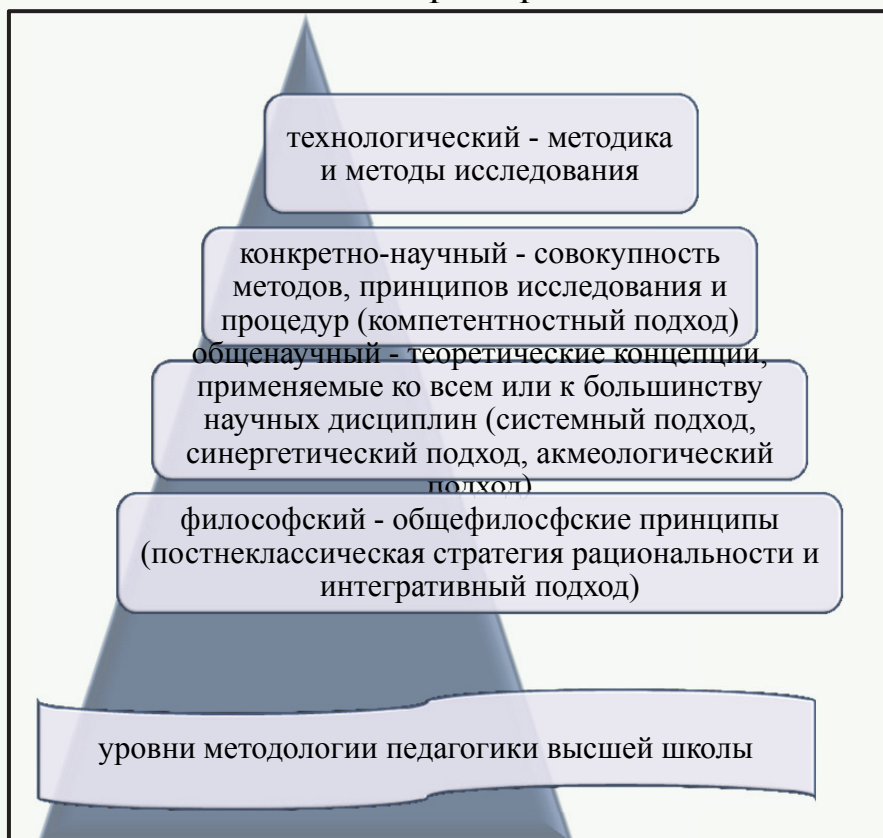 технологический - методика
и методы исследования
конкретно-научный - совокупность
методов, принципов исследования и
процедур (компетентностный подход)
общенаучный - теоретические концепции,
применяемые ко всем или к большинству
научных дисциплин (системный подход,
синергетический подход, акмеологический
подход)
философский - общефилосфские принципы
(постнеклассическая стратегия рациональности и
интегративный подход)
уровни методологии педагогики высшей школы